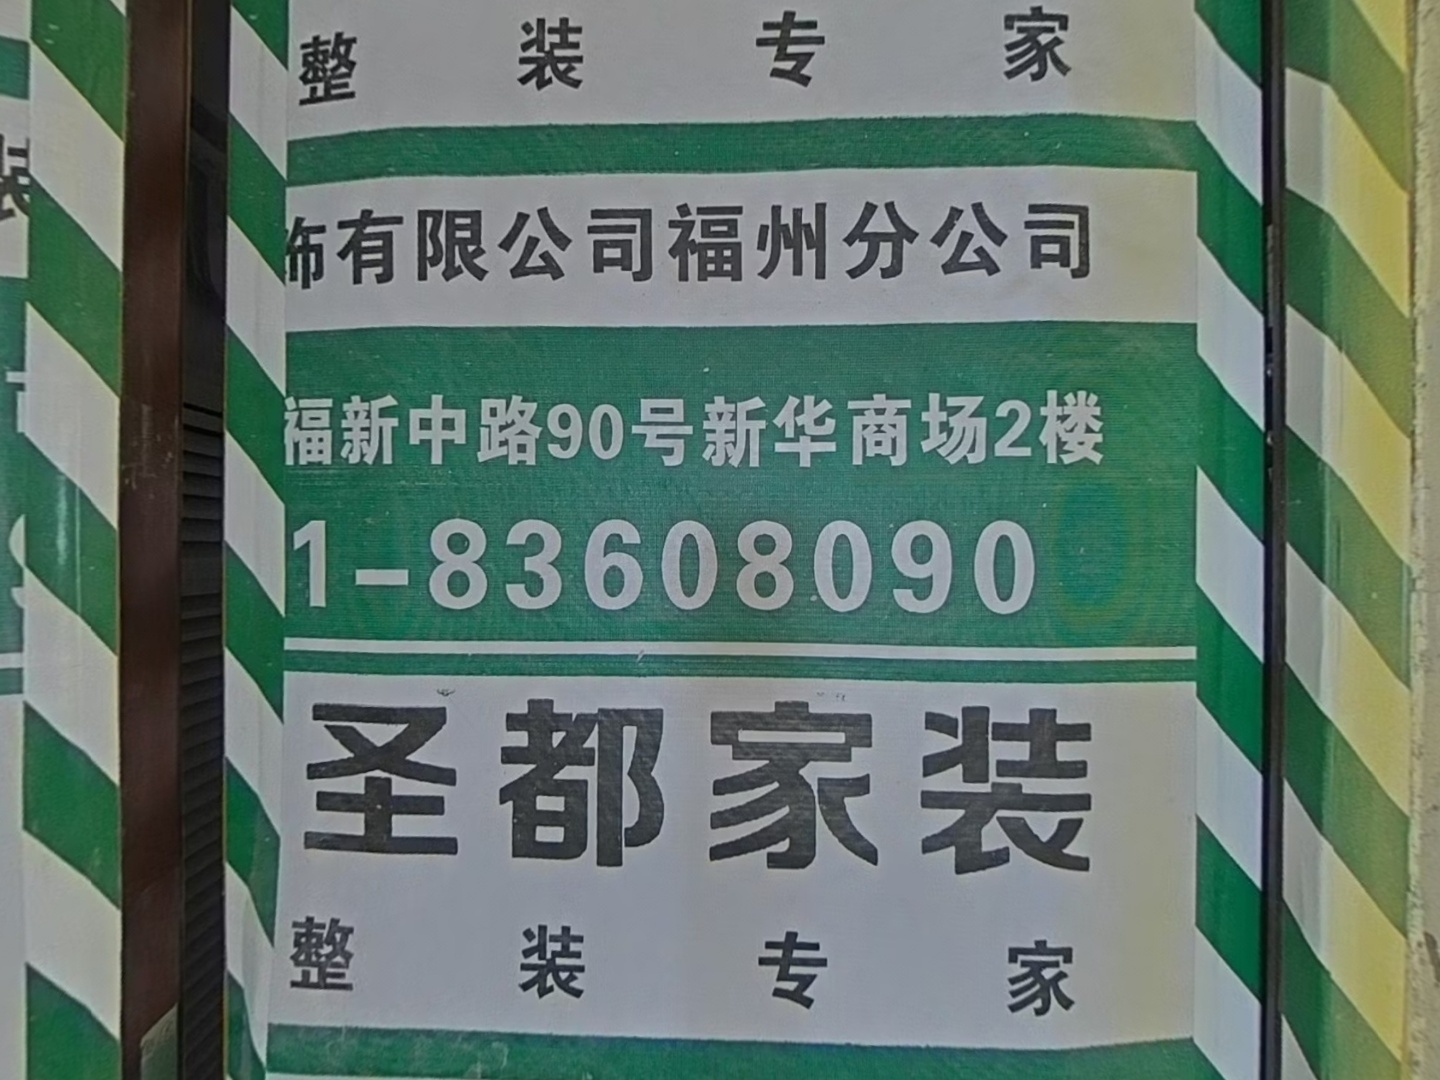 整装专家
饰有限公司福州分公司
福新中路90号新华商场2楼
1-83608090
圣都家装
整装专家
装